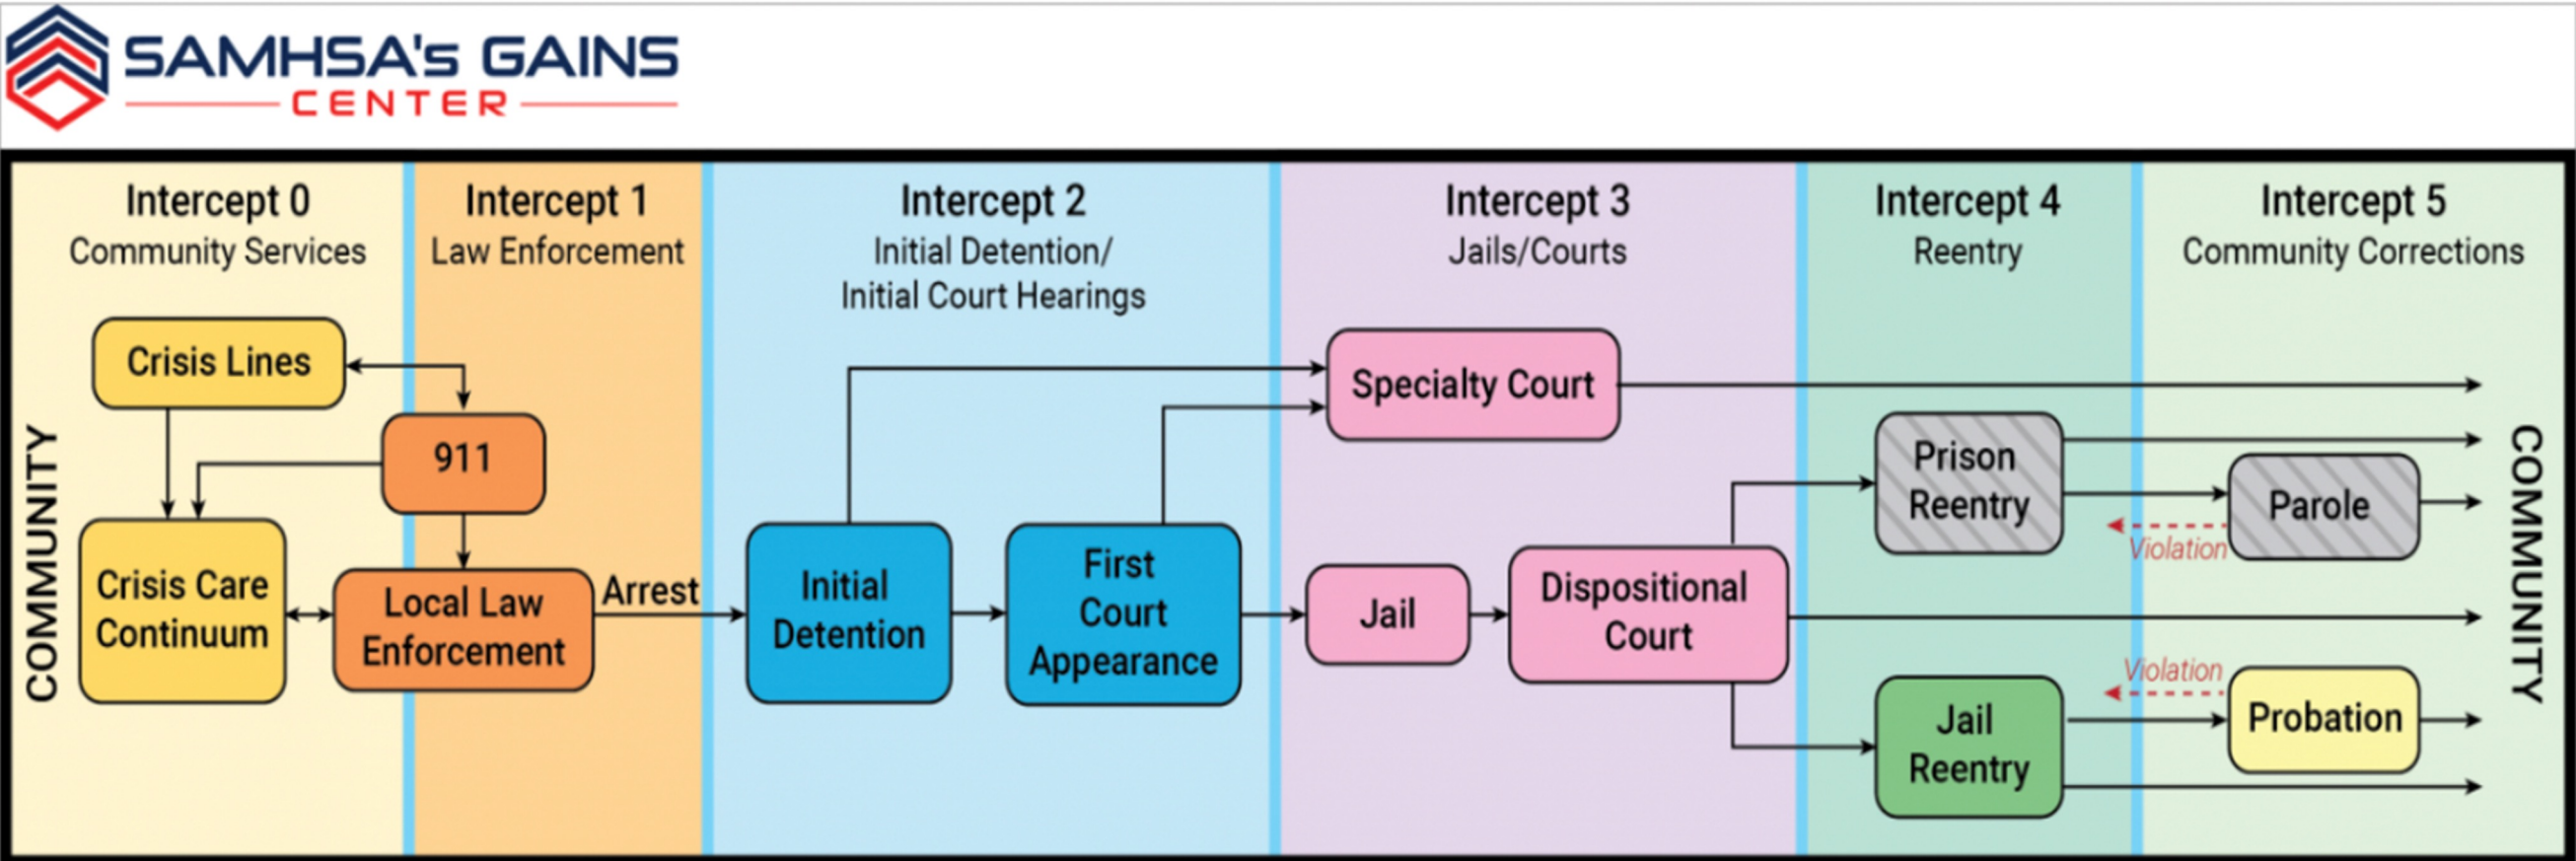 SAMHSA's GAINS
CENTER
Intercept 0
Community Services
Intercept 1
Law Enforcement
Intercept 2
Initial Detention/
Initial Court Hearings
Intercept 3
Jails/Courts
Intercept 4
Reentry
Intercept 5
Community Corrections
COMMUNITY
Crisis Lines
911
Crisis Care
Continuum
Local Law
Enforcement
Arrest
Initial
Detention
First
Court
Appearance
Specialty Court
Jail
Dispositional
Court
Prison
Reentry
Parole
Violation
Jail
Reentry
Violation
Probation
COMMUNITY